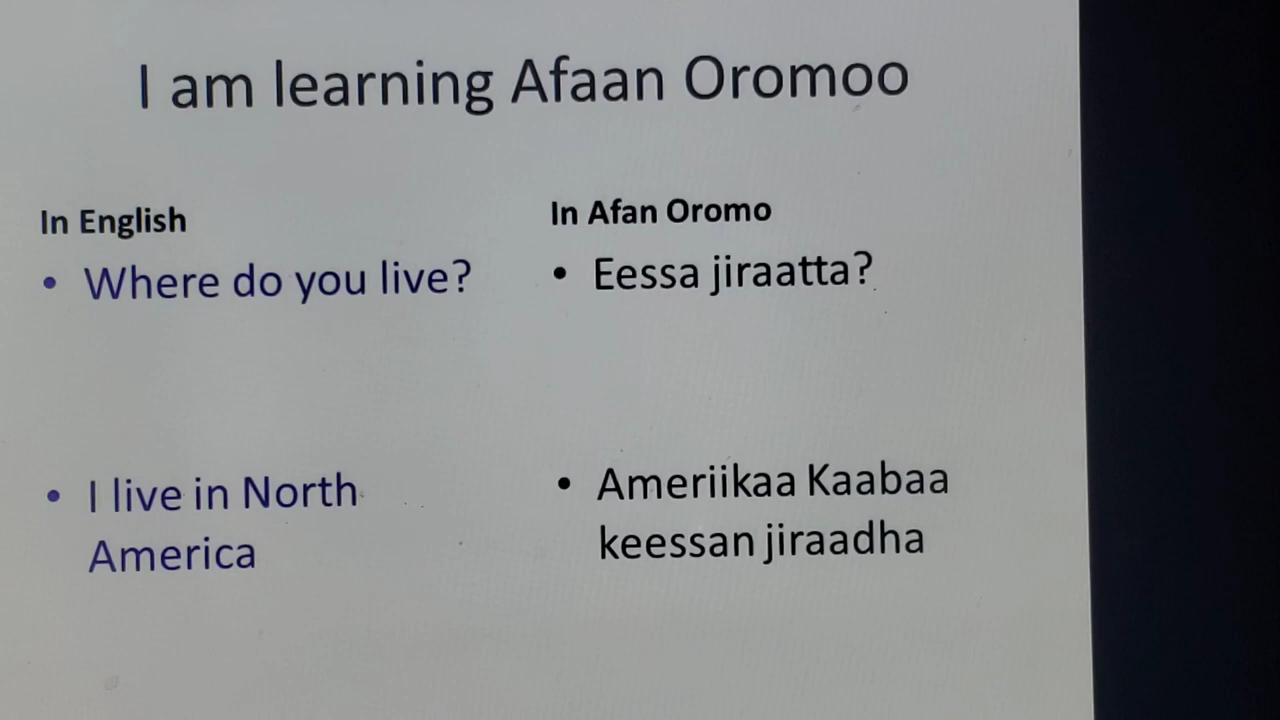 I am learning Afaan Oromoo
In English
• Where do you live?
• I live in North
America
In Afan Oromo
• Eessa jiraatta?
• Ameriikaa Kaabaa
keessan jiraadha